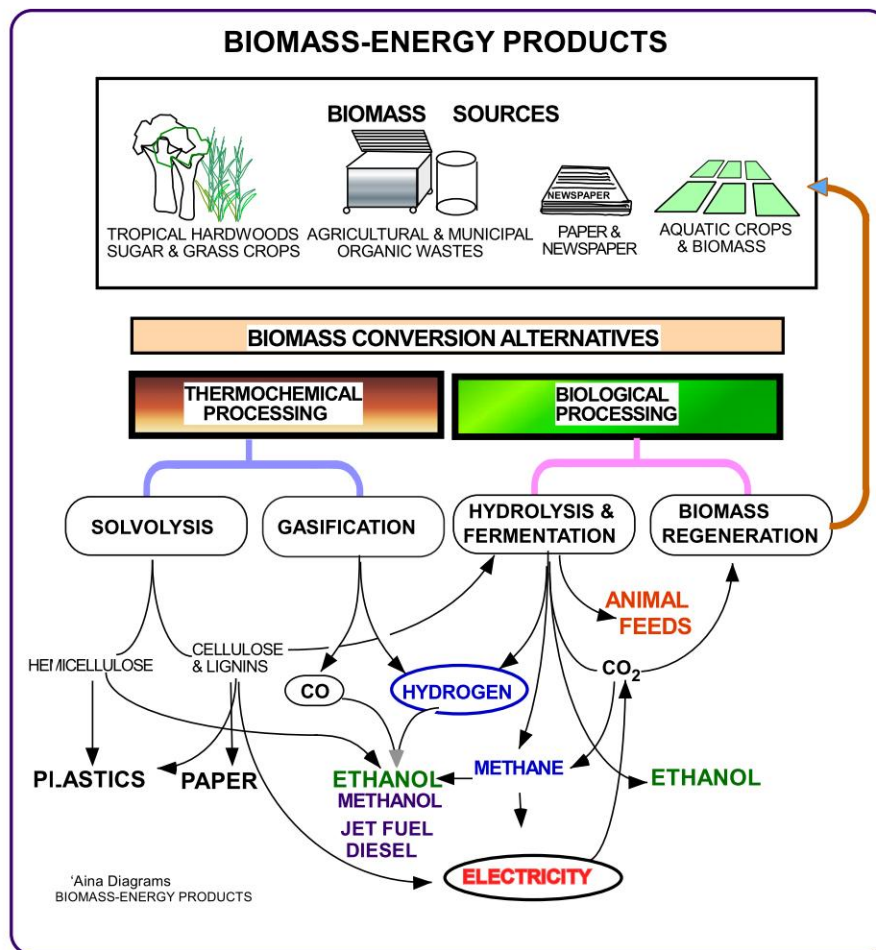 BIOMASS-ENERGY PRODUCTS
BIOMASS SOURCES
NEWSPAPER
TROPICAL HARDWOODS
SUGAR & GRASS CROPS
AGRICULTURAL & MUNICIPAL
ORGANIC WASTES
PAPER &
NEWSPAPER
AQUATIC CROPS
& BIOMASS
BIOMASS CONVERSION ALTERNATIVES
THERMOCHEMICAL
PROCESSING
BIOLOGICAL
PROCESSING
SOLVOLYSIS
GASIFICATION
HYDROLYSIS &
FERMENTATION
BIOMASS
REGENERATION
ANIMAL
FEEDS
HEMICELLULOSE
CELLULOSE
& LIGNINS
CO
HYDROGEN
CO₂
PLASTICS
PAPER
ETHANOL
METHANOL
JET FUEL
DIESEL
METHANE
ETHANOL
ELECTRICITY
'Aina Diagrams
BIOMASS-ENERGY PRODUCTS